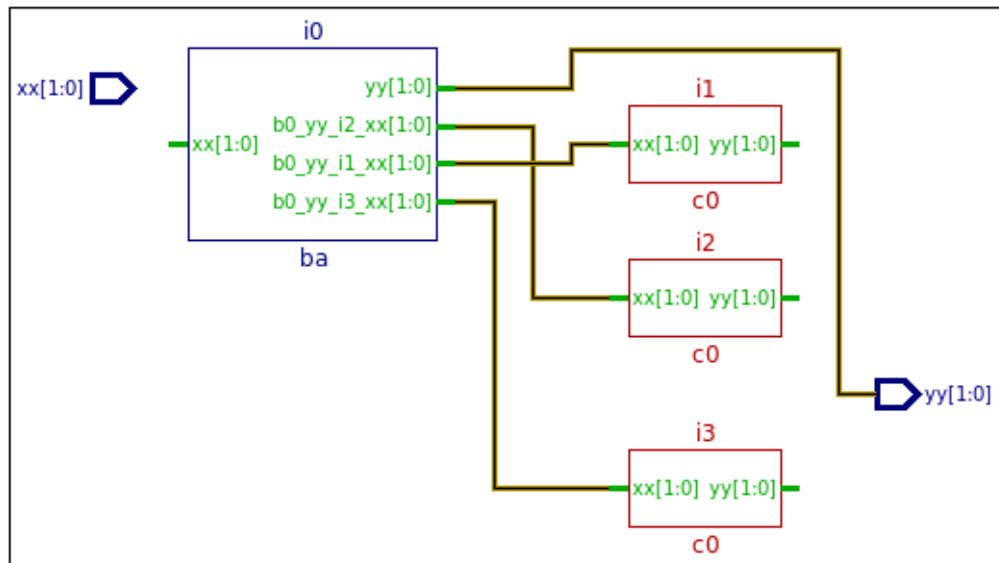 i0
xx[1:0]
yy[1:0]
b0_yy_i2_xx[1:0]
xx[1:0]
b0_yy_i1_xx[1:0]
b0_yy_i3_xx[1:0]
ba
i1
xx[1:0] yy[1:0]
c0
i2
xx[1:0] yy[1:0]
c0
yy[1:0]
i3
xx[1:0] yy[1:0]
c0